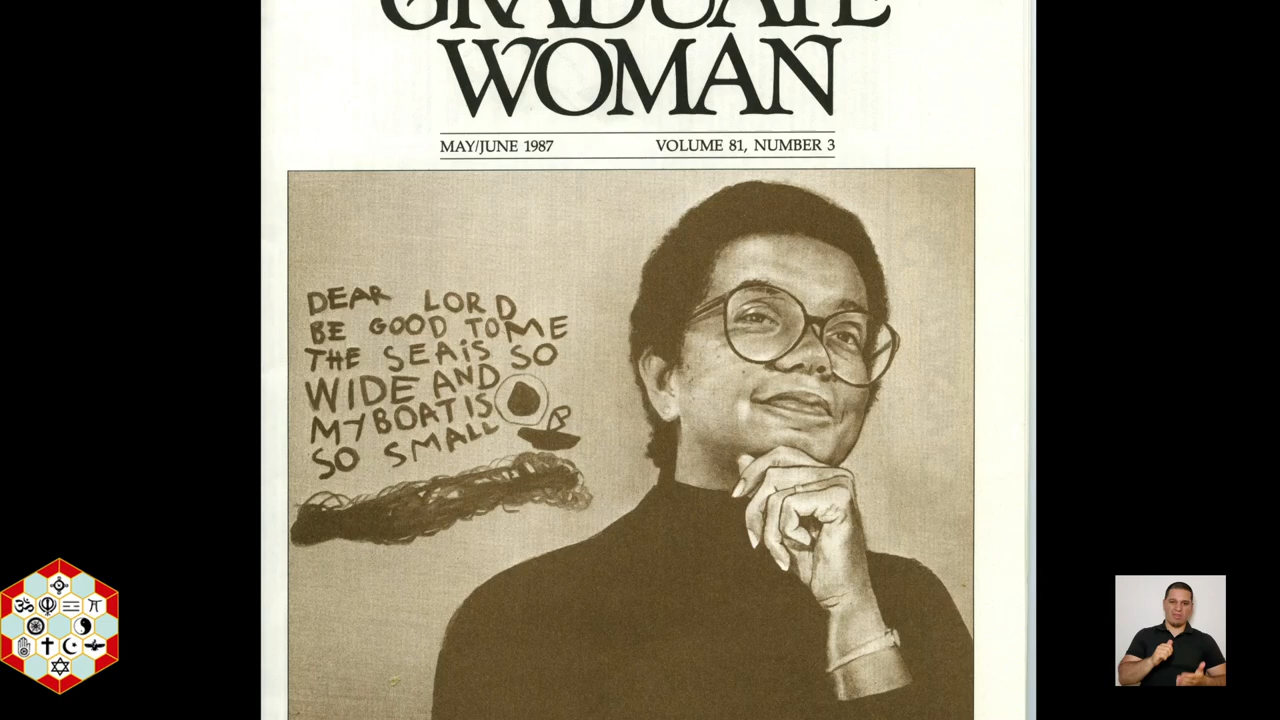 GRADUATE
WOMAN
MAY/JUNE 1987 VOLUME 81, NUMBER 3
DEAR LORD
BE GOOD TO ME
THE SEA iS SO
WIDE AND
MY BOAT IS
SO SMALL